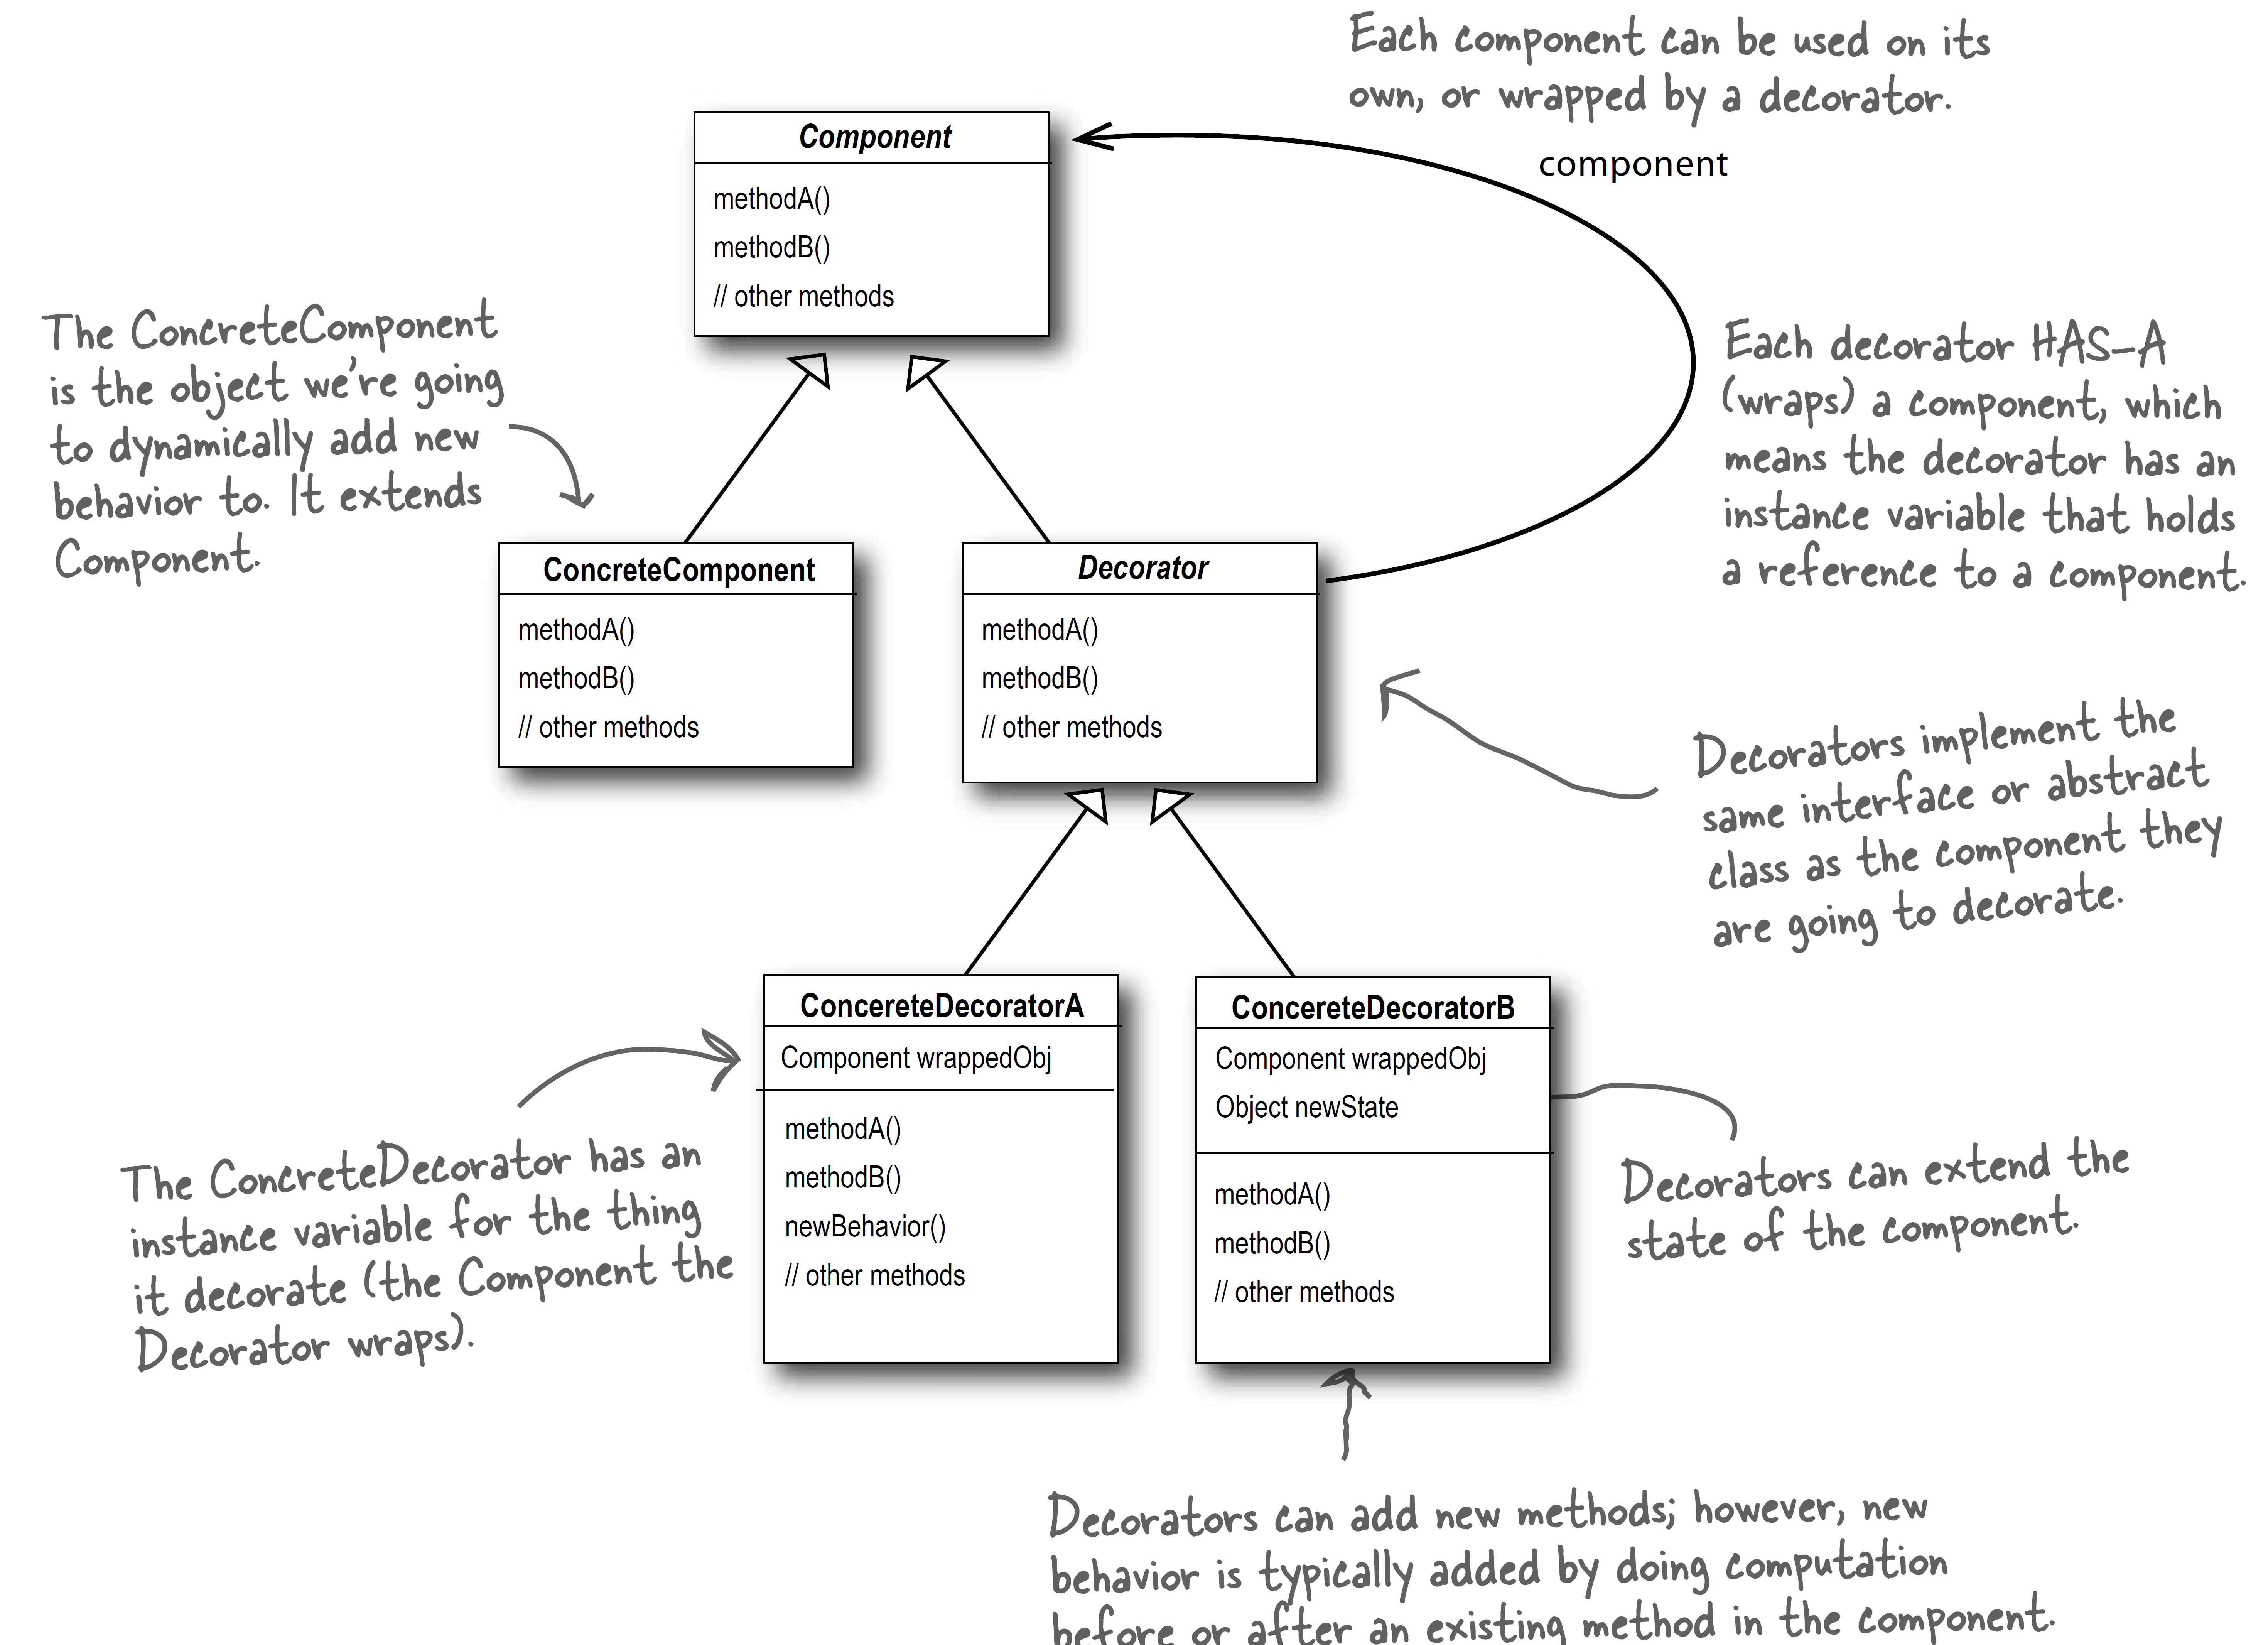 Each component can be used on its
own, or wrapped by a decorator.
component
Component
methodA()
methodB()
// other methods
The ConcreteComponent
is the object we're going
to dynamically add new
behavior to. It extends
Component.
Each decorator HAS-A
(wraps) a component, which
means the decorator has an
instance variable that holds
a reference to a component.
ConcreteComponent
methodA()
methodB()
// other methods
Decorator
methodA()
methodB()
// other methods
Decorators implement the
same interface or abstract
class as the component they
are going to decorate.
ConcereteDecoratorA
Component wrappedObj
methodA()
methodB()
newBehavior()
// other methods
ConcereteDecoratorB
Component wrappedObj
Object newState
methodA()
methodB()
// other methods
The ConcreteDecorator has an
instance variable for the thing
it decorate (the Component the
Decorator wraps).
Decorators can extend the
state of the component.
Decorators can add new methods; however, new
behavior is typically added by doing computation
before or after an existing method in the component.